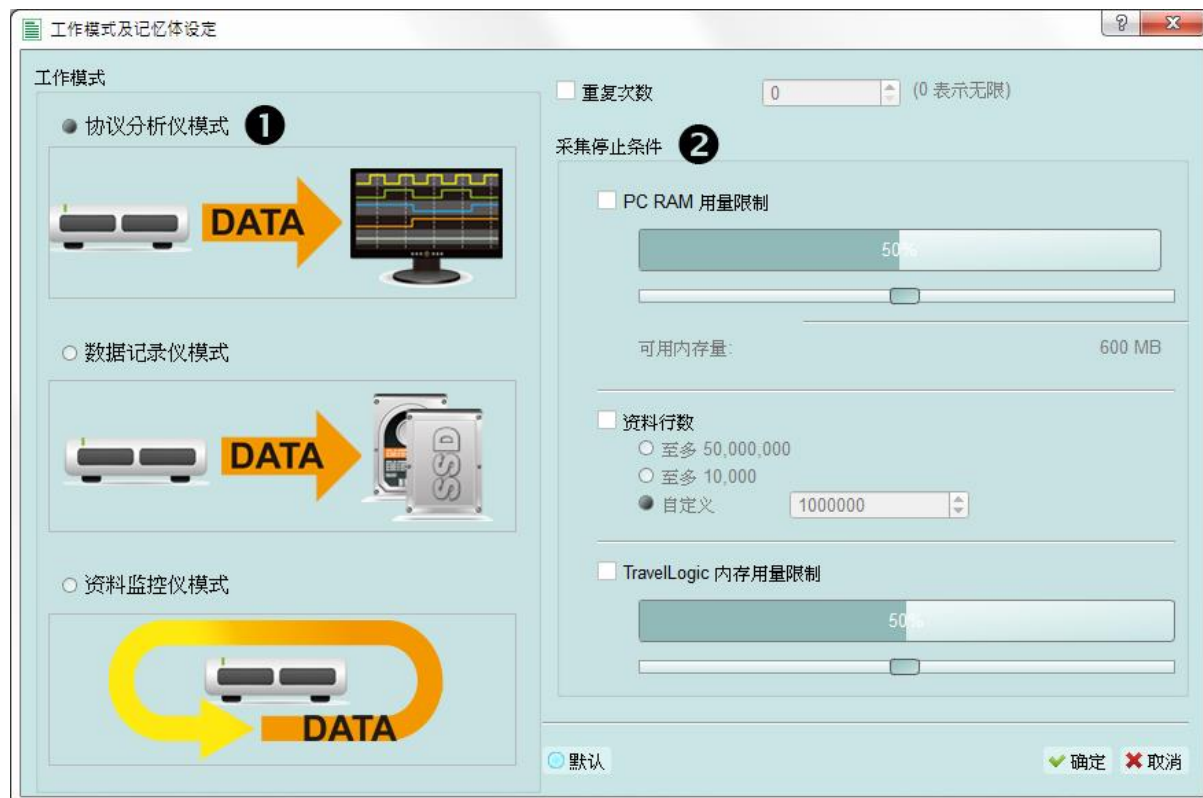 工作模式及记忆体设定
工作模式
❶
协议分析仪模式
DATA
数据记录仪模式
DATA
SSD
资料监控仪模式
DATA
重复次数
0
(0 表示无限)
采集停止条件
❷
PC RAM 用量限制
50%
可用内存量:
600 MB
资料行数
至多 50,000,000
至多 10,000
自定义
1000000
TravelLogic 内存用量限制
50%
默认
确定
取消